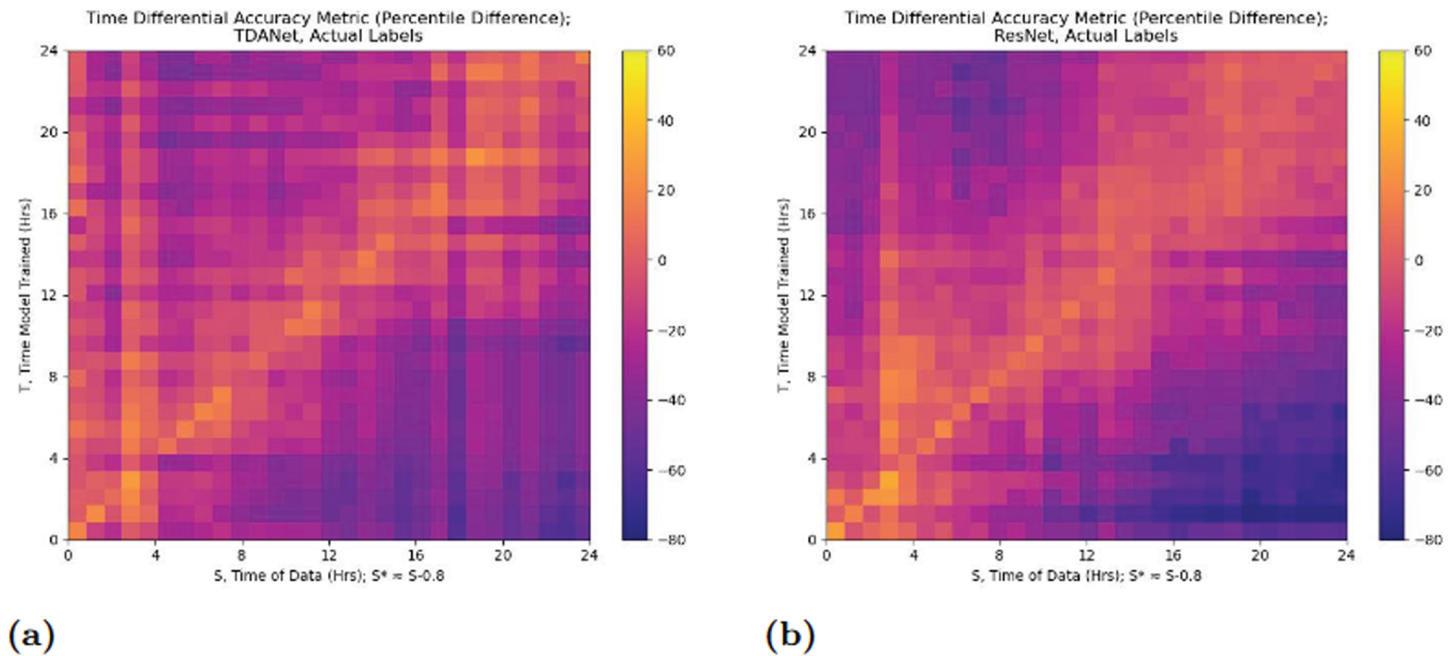 Time Differential Accuracy Metric (Percentile Difference);
TDANet, Actual Labels
24
20
16
12
8
4
0
T, Time Model Trained (Hrs)
0 4 8 12 16 20 24
S, Time of Data (Hrs); S* ≈ S-0.8
60
40
20
0
−20
−40
−60
−80
(a)
Time Differential Accuracy Metric (Percentile Difference);
ResNet, Actual Labels
24
20
16
12
8
4
0
T, Time Model Trained (Hrs)
0 4 8 12 16 20 24
S, Time of Data (Hrs); S* ≈ S-0.8
60
40
20
0
−20
−40
−60
−80
(b)